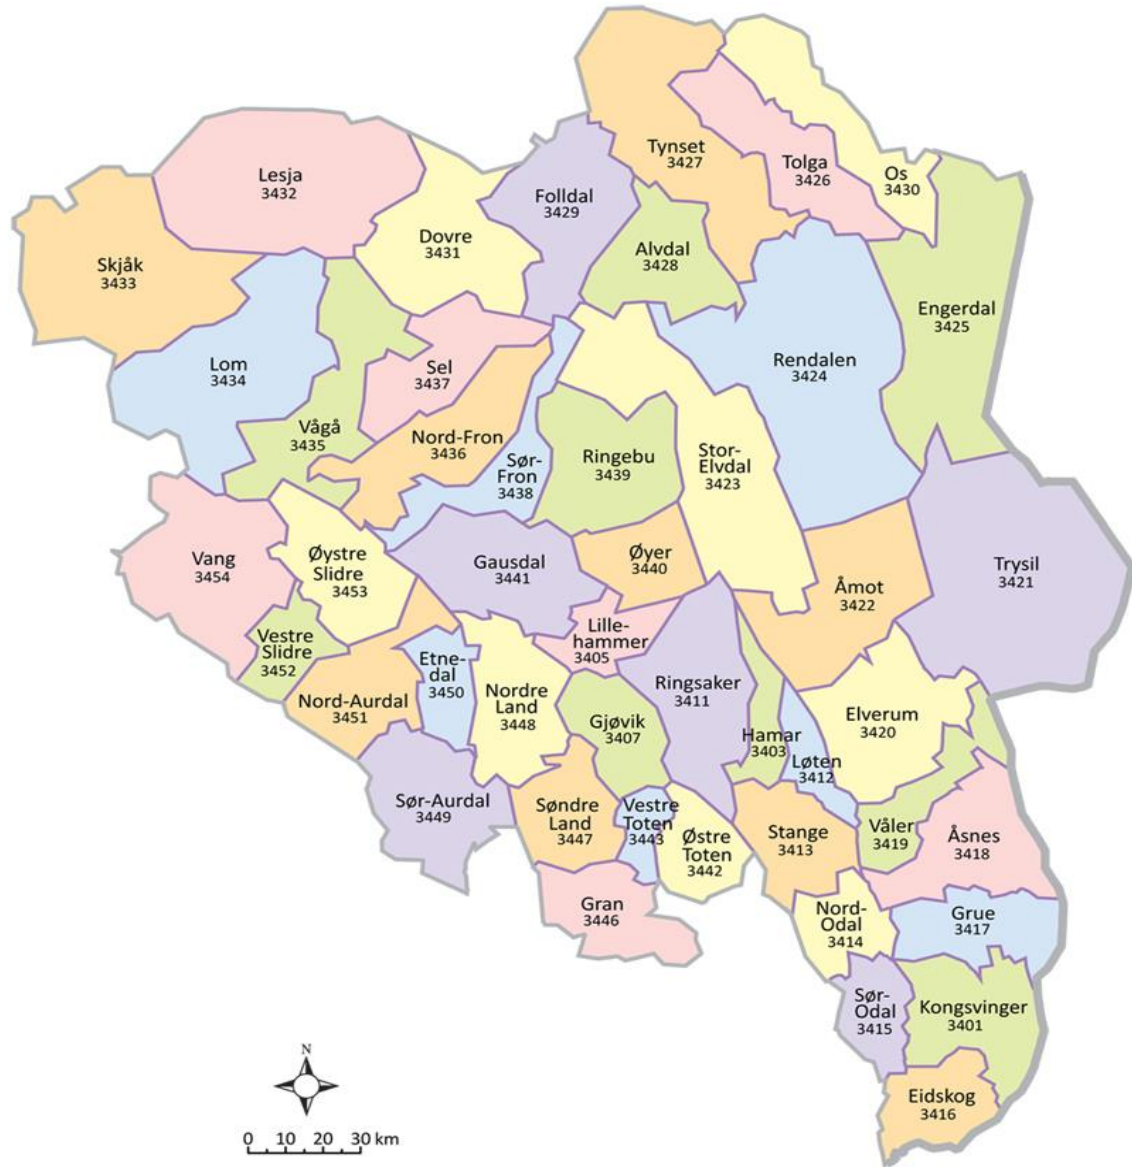 Tynset
3427
Tolga
3426
Os
3430
Lesja
3432
Folldal
3429
Dovre
3431
Alvdal
3428
Skjåk
3433
Engerdal
3425
Rendalen
3424
Lom
3434
Sel
3437
Vågå
3435
Nord-Fron
3436
Sør-
Fron
3438
Ringebu
3439
Stor-
Elvdal
3423
Vang
3454
Øystre
Slidre
3453
Gausdal
3441
Øyer
3440
Åmot
3422
Trysil
3421
Vestre
Slidre
3452
Lille-
hammer
3405
Etne-
dal
3450
Nord-Aurdal
3451
Nordre
Land
3448
Gjøvik
3407
Ringsaker
3411
Hamar
3403
Løten
3412
Elverum
3420
Sør-Aurdal
3449
Søndre
Land
3447
Vestre
Toten
3443
Østre
Toten
3442
Stange
3413
Våler
3419
Åsnes
3418
Gran
3446
Nord-
Odal
3414
Grue
3417
Sør-
Odal
3415
Kongsvinger
3401
Eidskog
3416
N
0 10 20 30 km